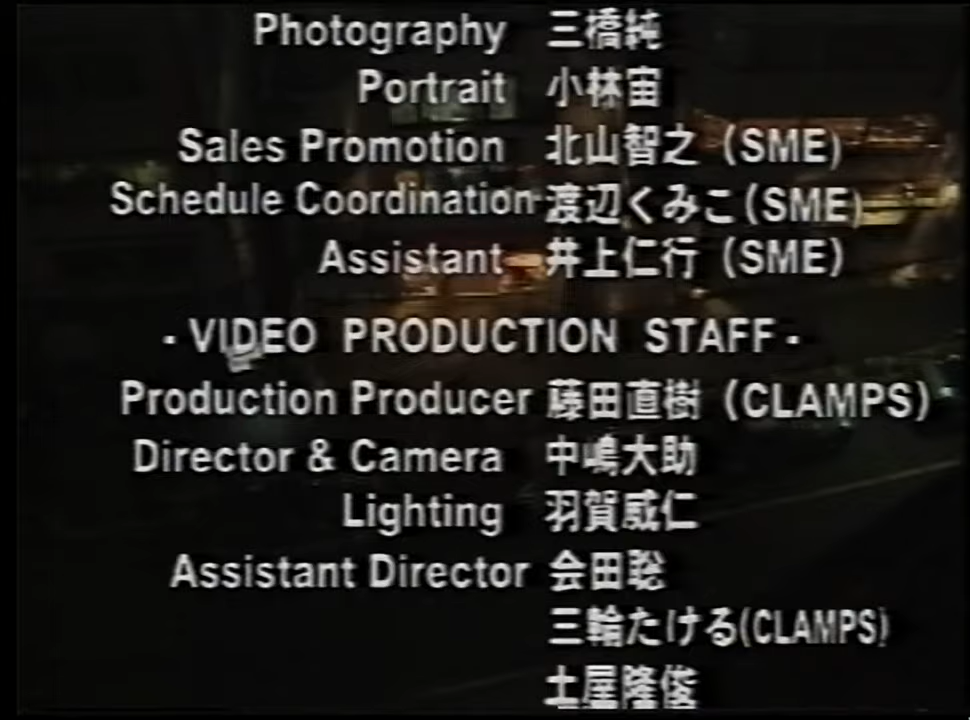 Photography 三橋純
Portrait 小林宙
Sales Promotion 北山智之 (SME)
Schedule Coordination 渡辺くみこ (SME)
Assistant 井上仁行 (SME)
- VIDEO PRODUCTION STAFF -
Production Producer 藤田直樹 (CLAMPS)
Director & Camera 中嶋大助
Lighting 羽賀威仁
Assistant Director 会田聡
三輪たける(CLAMPS)
土屋隆俊